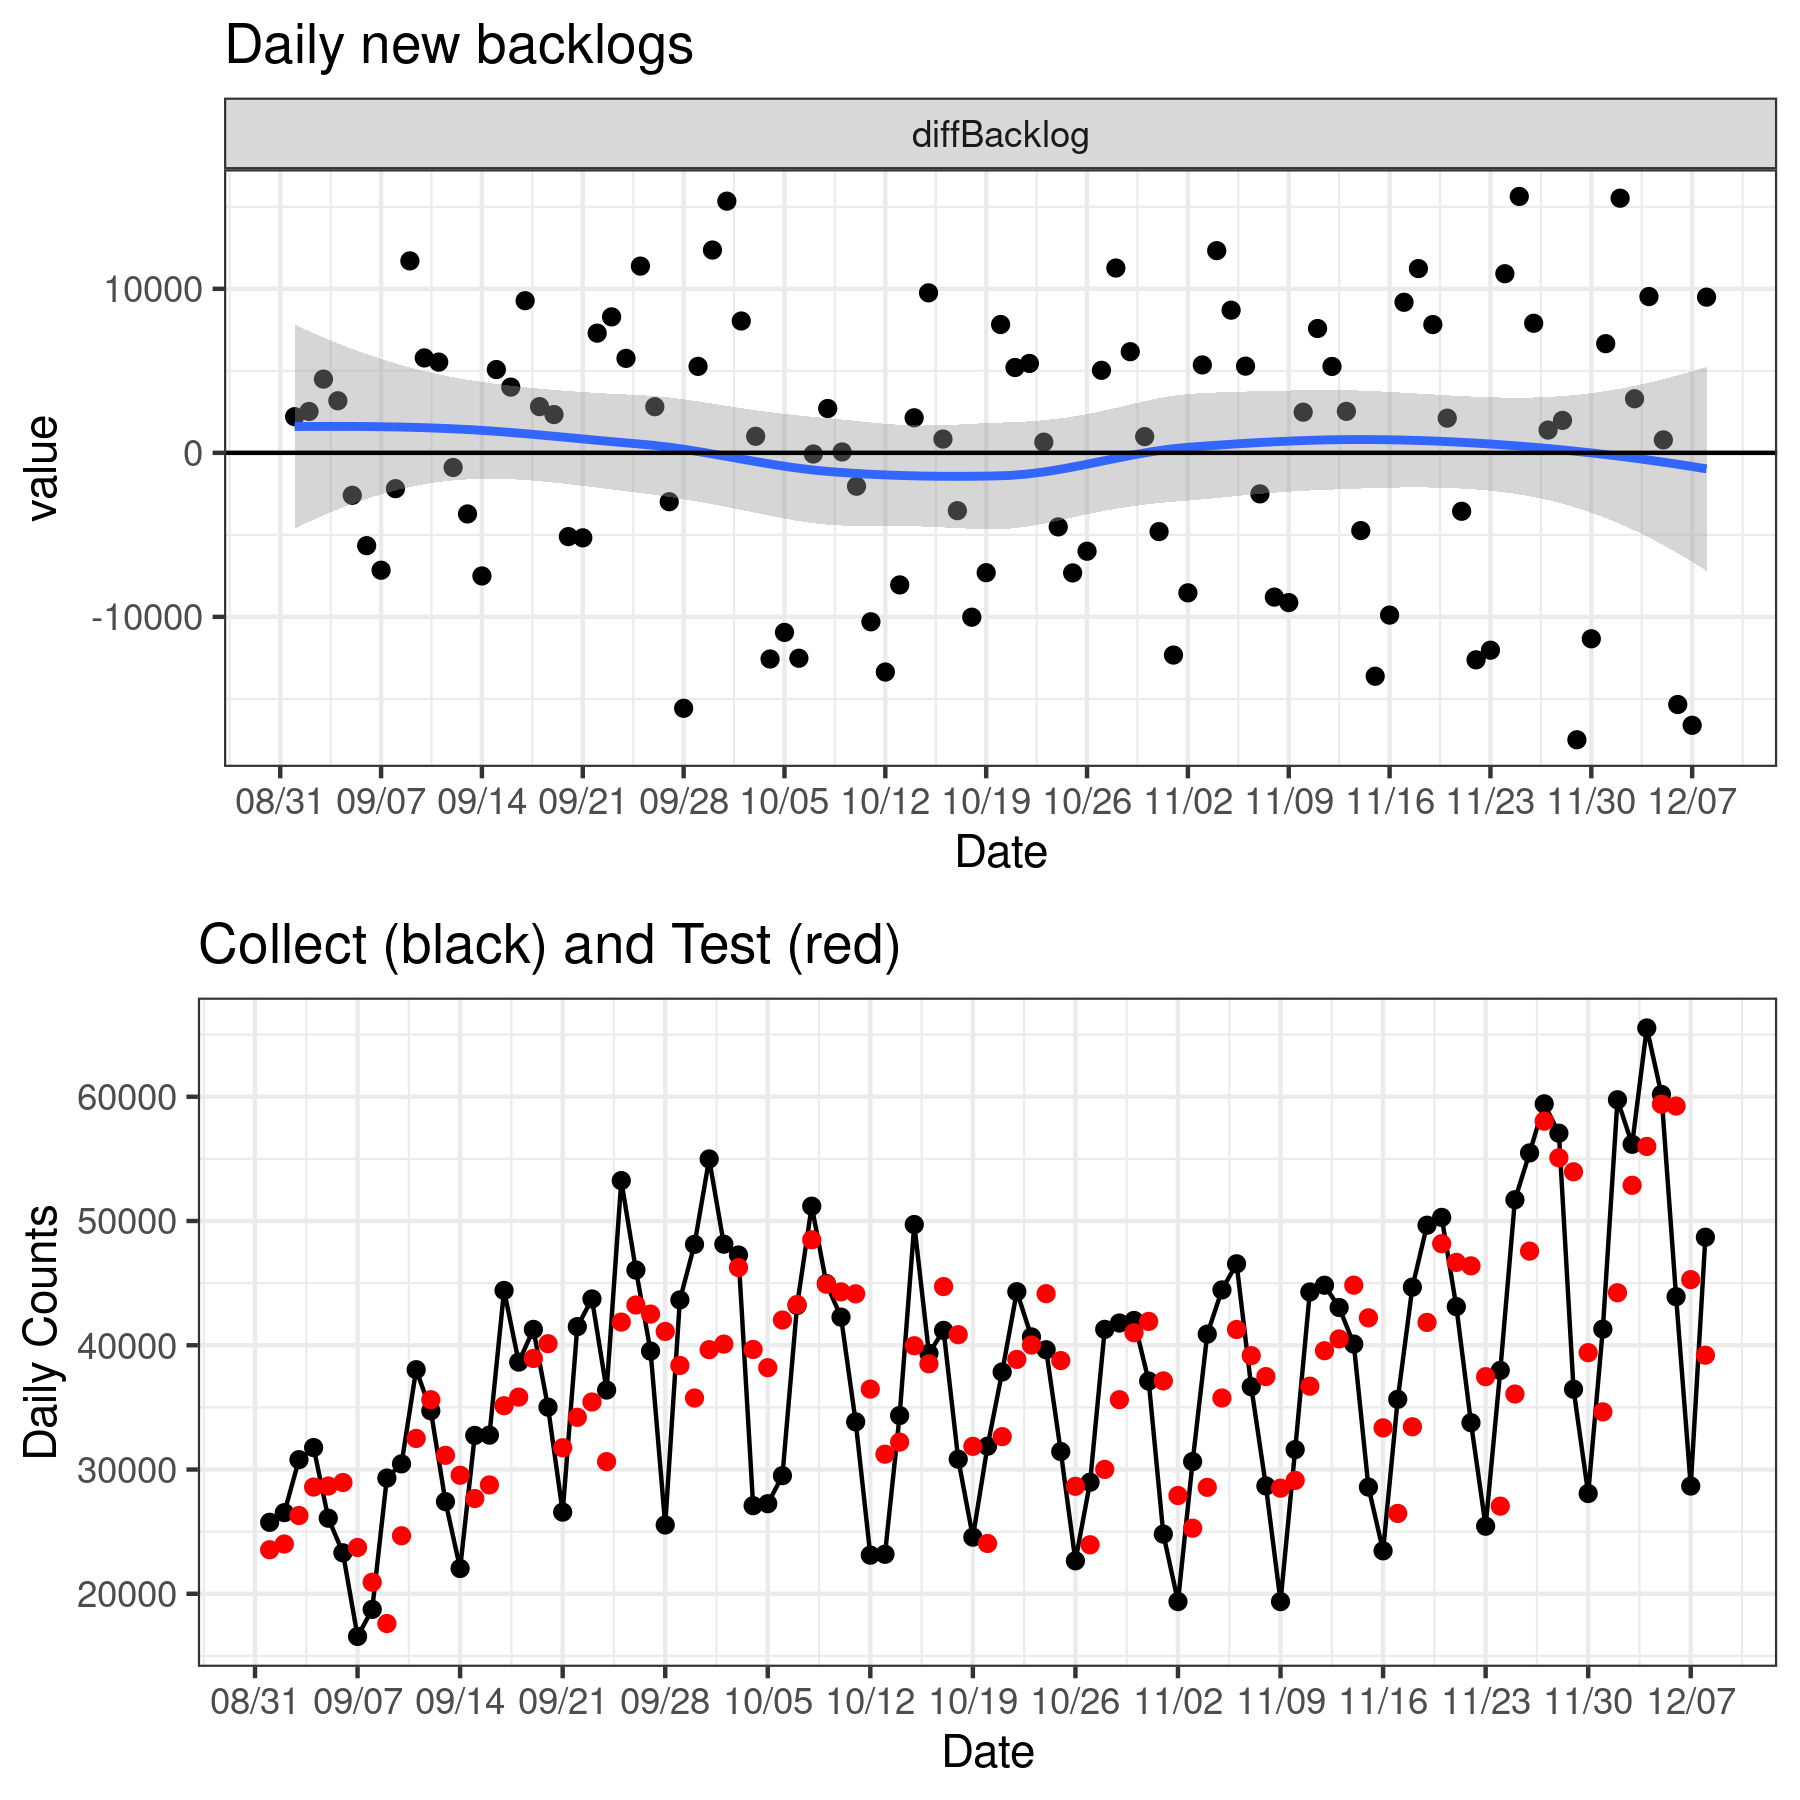 Daily new backlogs
diffBacklog
10000
0
-10000
value
08/31 09/07 09/14 09/21 09/28 10/05 10/12 10/19 10/26 11/02 11/09 11/16 11/23 11/30 12/07
Date
Collect (black) and Test (red)
60000
50000
40000
30000
20000
Daily Counts
08/31 09/07 09/14 09/21 09/28 10/05 10/12 10/19 10/26 11/02 11/09 11/16 11/23 11/30 12/07
Date